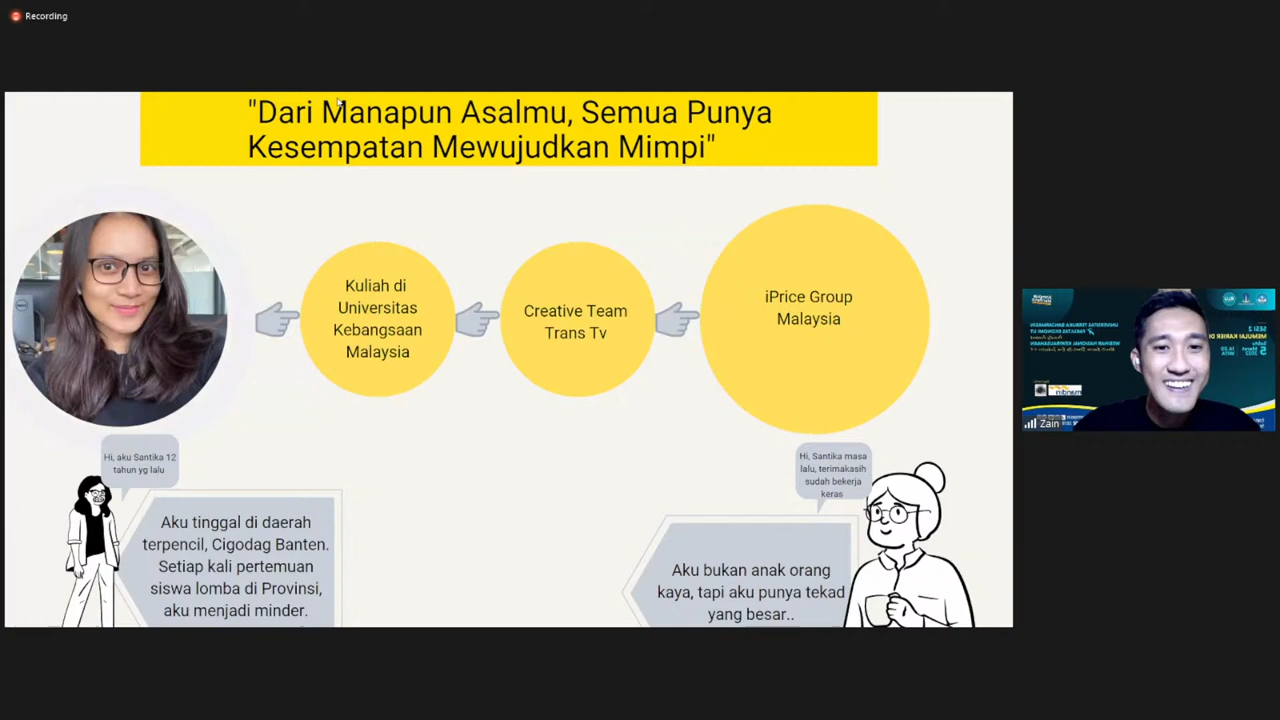 Recording
"Dari Manapun Asalmu, Semua Punya
Kesempatan Mewujudkan Mimpi"
Kuliah di
Universitas
Kebangsaan
Malaysia
Creative Team
Trans Tv
iPrice Group
Malaysia
Hi, aku Santika 12
tahun yg lalu
Aku tinggal di daerah
terpencil, Cigodag Banten.
Setiap kali pertemuan
siswa lomba di Provinsi,
aku menjadi minder.
Hi, Santika masa
lalu, terimakasih
sudah bekerja
keras
Aku bukan anak orang
kaya, tapi aku punya tekad
yang besar..
Zain